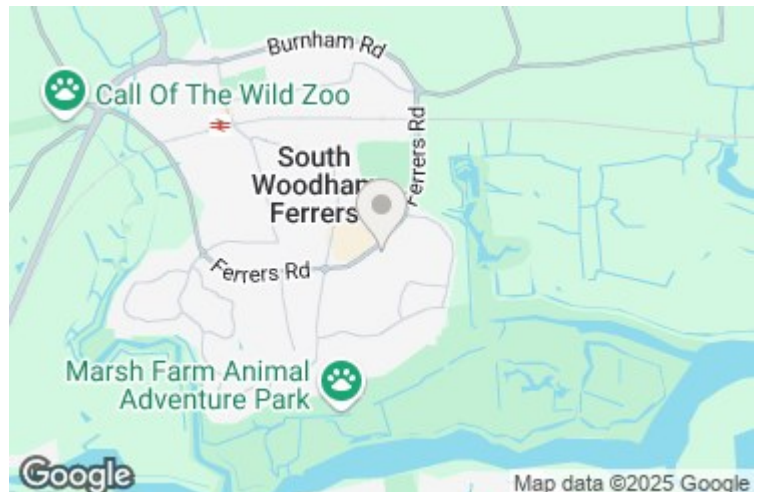 Burnham Rd
Call Of The Wild Zoo
Ferrers Rd
South
Woodham
Ferrers
Ferrers Rd
Marsh Farm Animal
Adventure Park
Google
Map data ©2025 Google